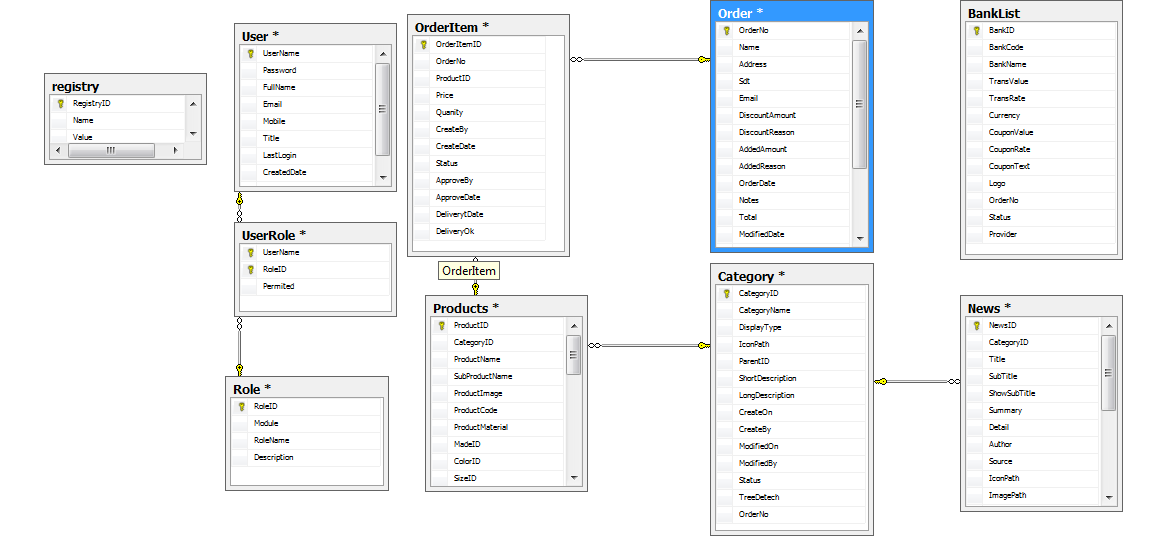 registry
RegistryID
Name
Value
User *
UserName
Password
FullName
Email
Mobile
Title
LastLogin
CreatedDate
UserRole *
UserName
RoleID
Permited
Role *
RoleID
Module
RoleName
Description
OrderItem *
OrderItemID
OrderNo
ProductID
Price
Quanity
CreateBy
CreateDate
Status
ApproveBy
ApproveDate
DeliverytDate
DeliveryOk
OrderItem
Products *
ProductID
CategoryID
ProductName
SubProductName
ProductImage
ProductCode
ProductMaterial
MadeID
ColorID
SizeID
Order *
OrderNo
Name
Address
Sdt
Email
DiscountAmount
DiscountReason
AddedAmount
AddedReason
OrderDate
Notes
Total
ModifiedDate
Category *
CategoryID
CategoryName
DisplayType
IconPath
ParentID
ShortDescription
LongDescription
CreateOn
CreateBy
ModifiedOn
ModifiedBy
Status
TreeDetech
OrderNo
BankList
BankID
BankCode
BankName
TransValue
TransRate
Currency
CouponValue
CouponRate
CouponText
Logo
OrderNo
Status
Provider
News *
NewsID
CategoryID
Title
SubTitle
ShowSubTitle
Summary
Detail
Author
Source
IconPath
ImagePath